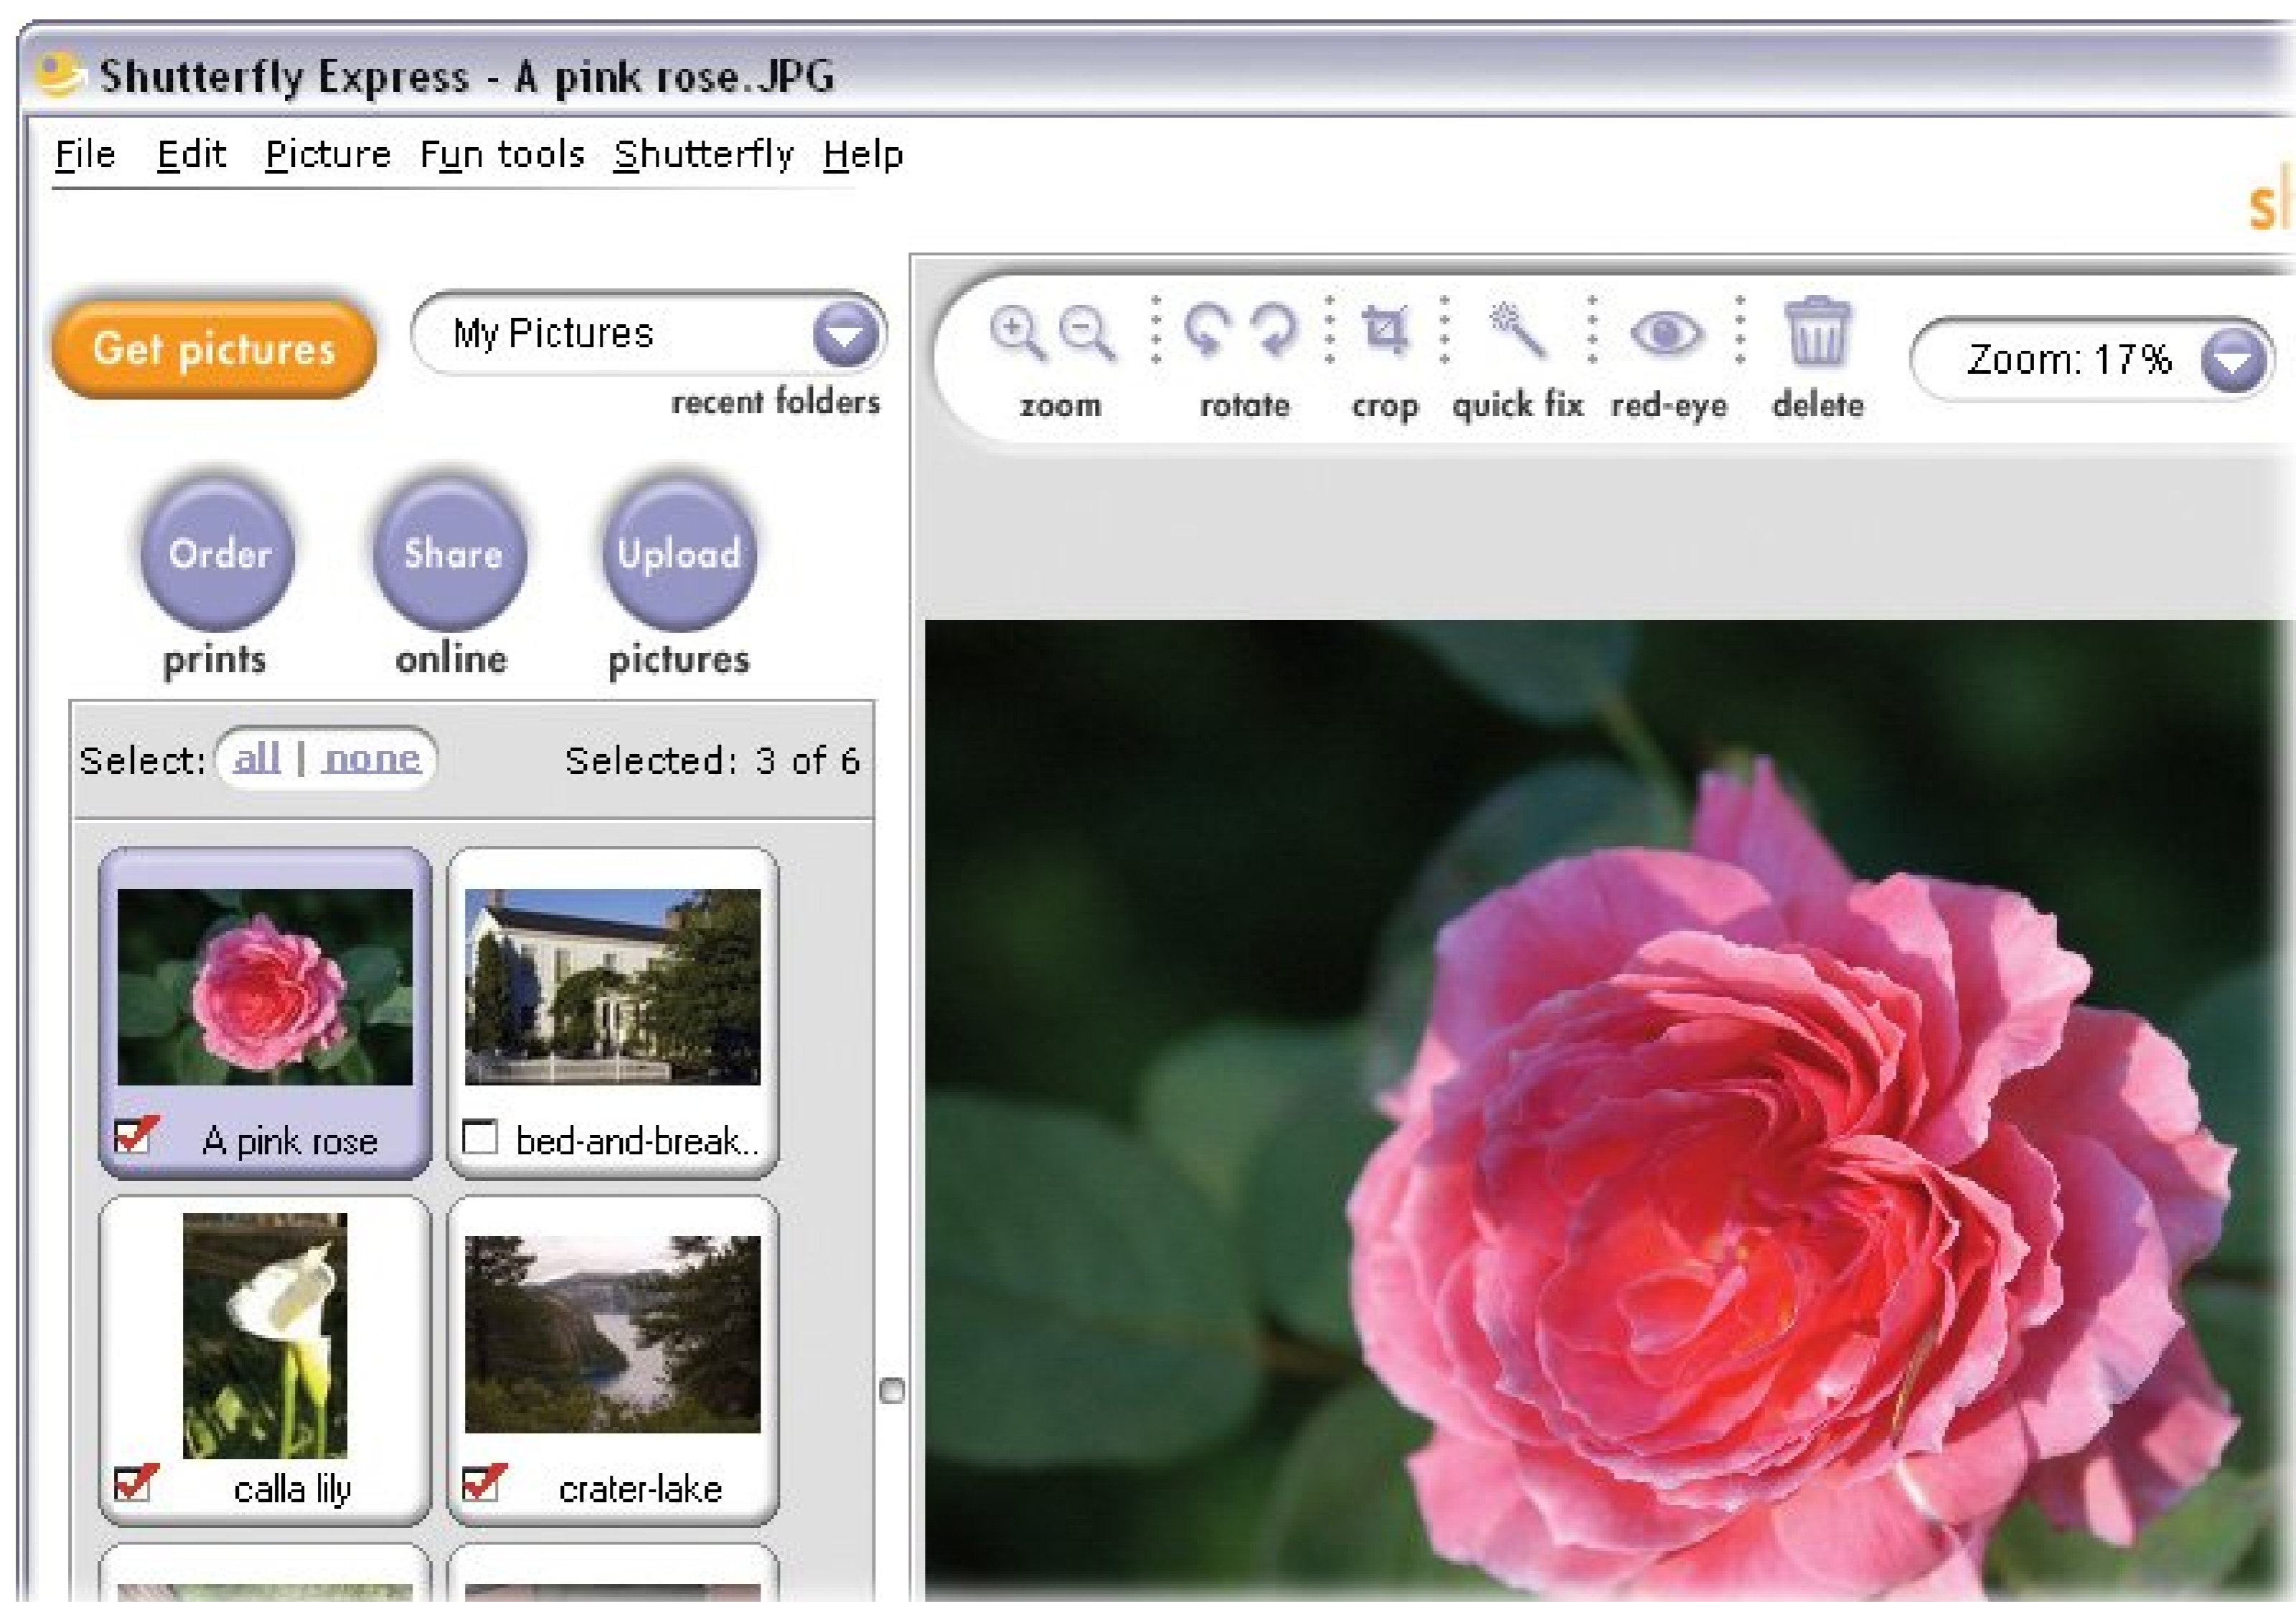 Shutterfly Express - A pink rose.JPG
File Edit Picture Fun tools Shutterfly Help
Get pictures
My Pictures
recent folders
zoom rotate crop quick fix red-eye delete
Zoom: 17%
Order prints
Share online
Upload pictures
Select: all | none
Selected: 3 of 6
A pink rose
bed-and-break..
calla lily
crater-lake